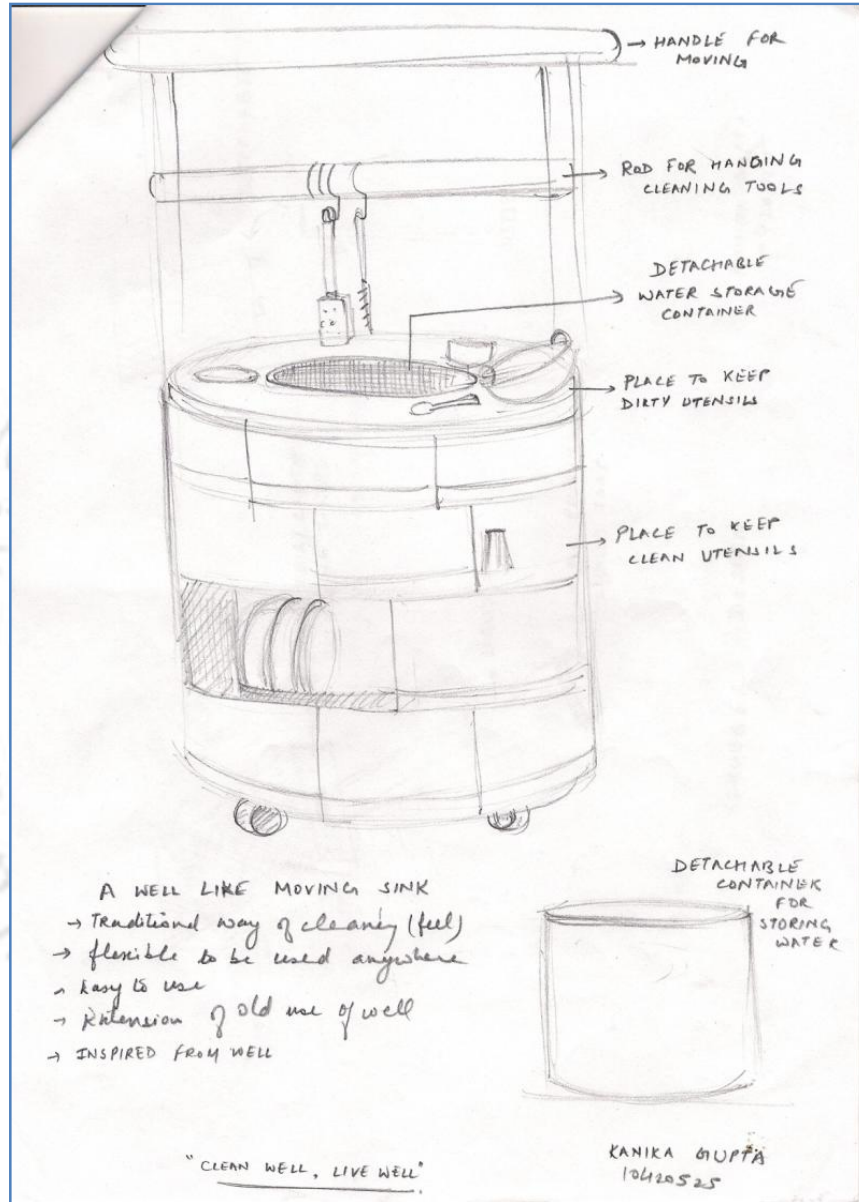 → HANDLE FOR
MOVING
→ ROD FOR HANGING
CLEANING TOOLS
DETACHABLE
→ WATER STORAGE
CONTAINER
→ PLACE TO KEEP
DIRTY UTENSILS
→ PLACE TO KEEP
CLEAN UTENSILS
A WELL LIKE MOVING SINK
→ Traditional way of cleaning (feel)
→ flexible to be used anywhere
→ Easy to use
→ Extension of old use of well
→ INSPIRED FROM WELL
DETACHABLE
CONTAINER
FOR
STORING
WATER
"CLEAN WELL, LIVE WELL"
KANIKA GUPTA
10420525